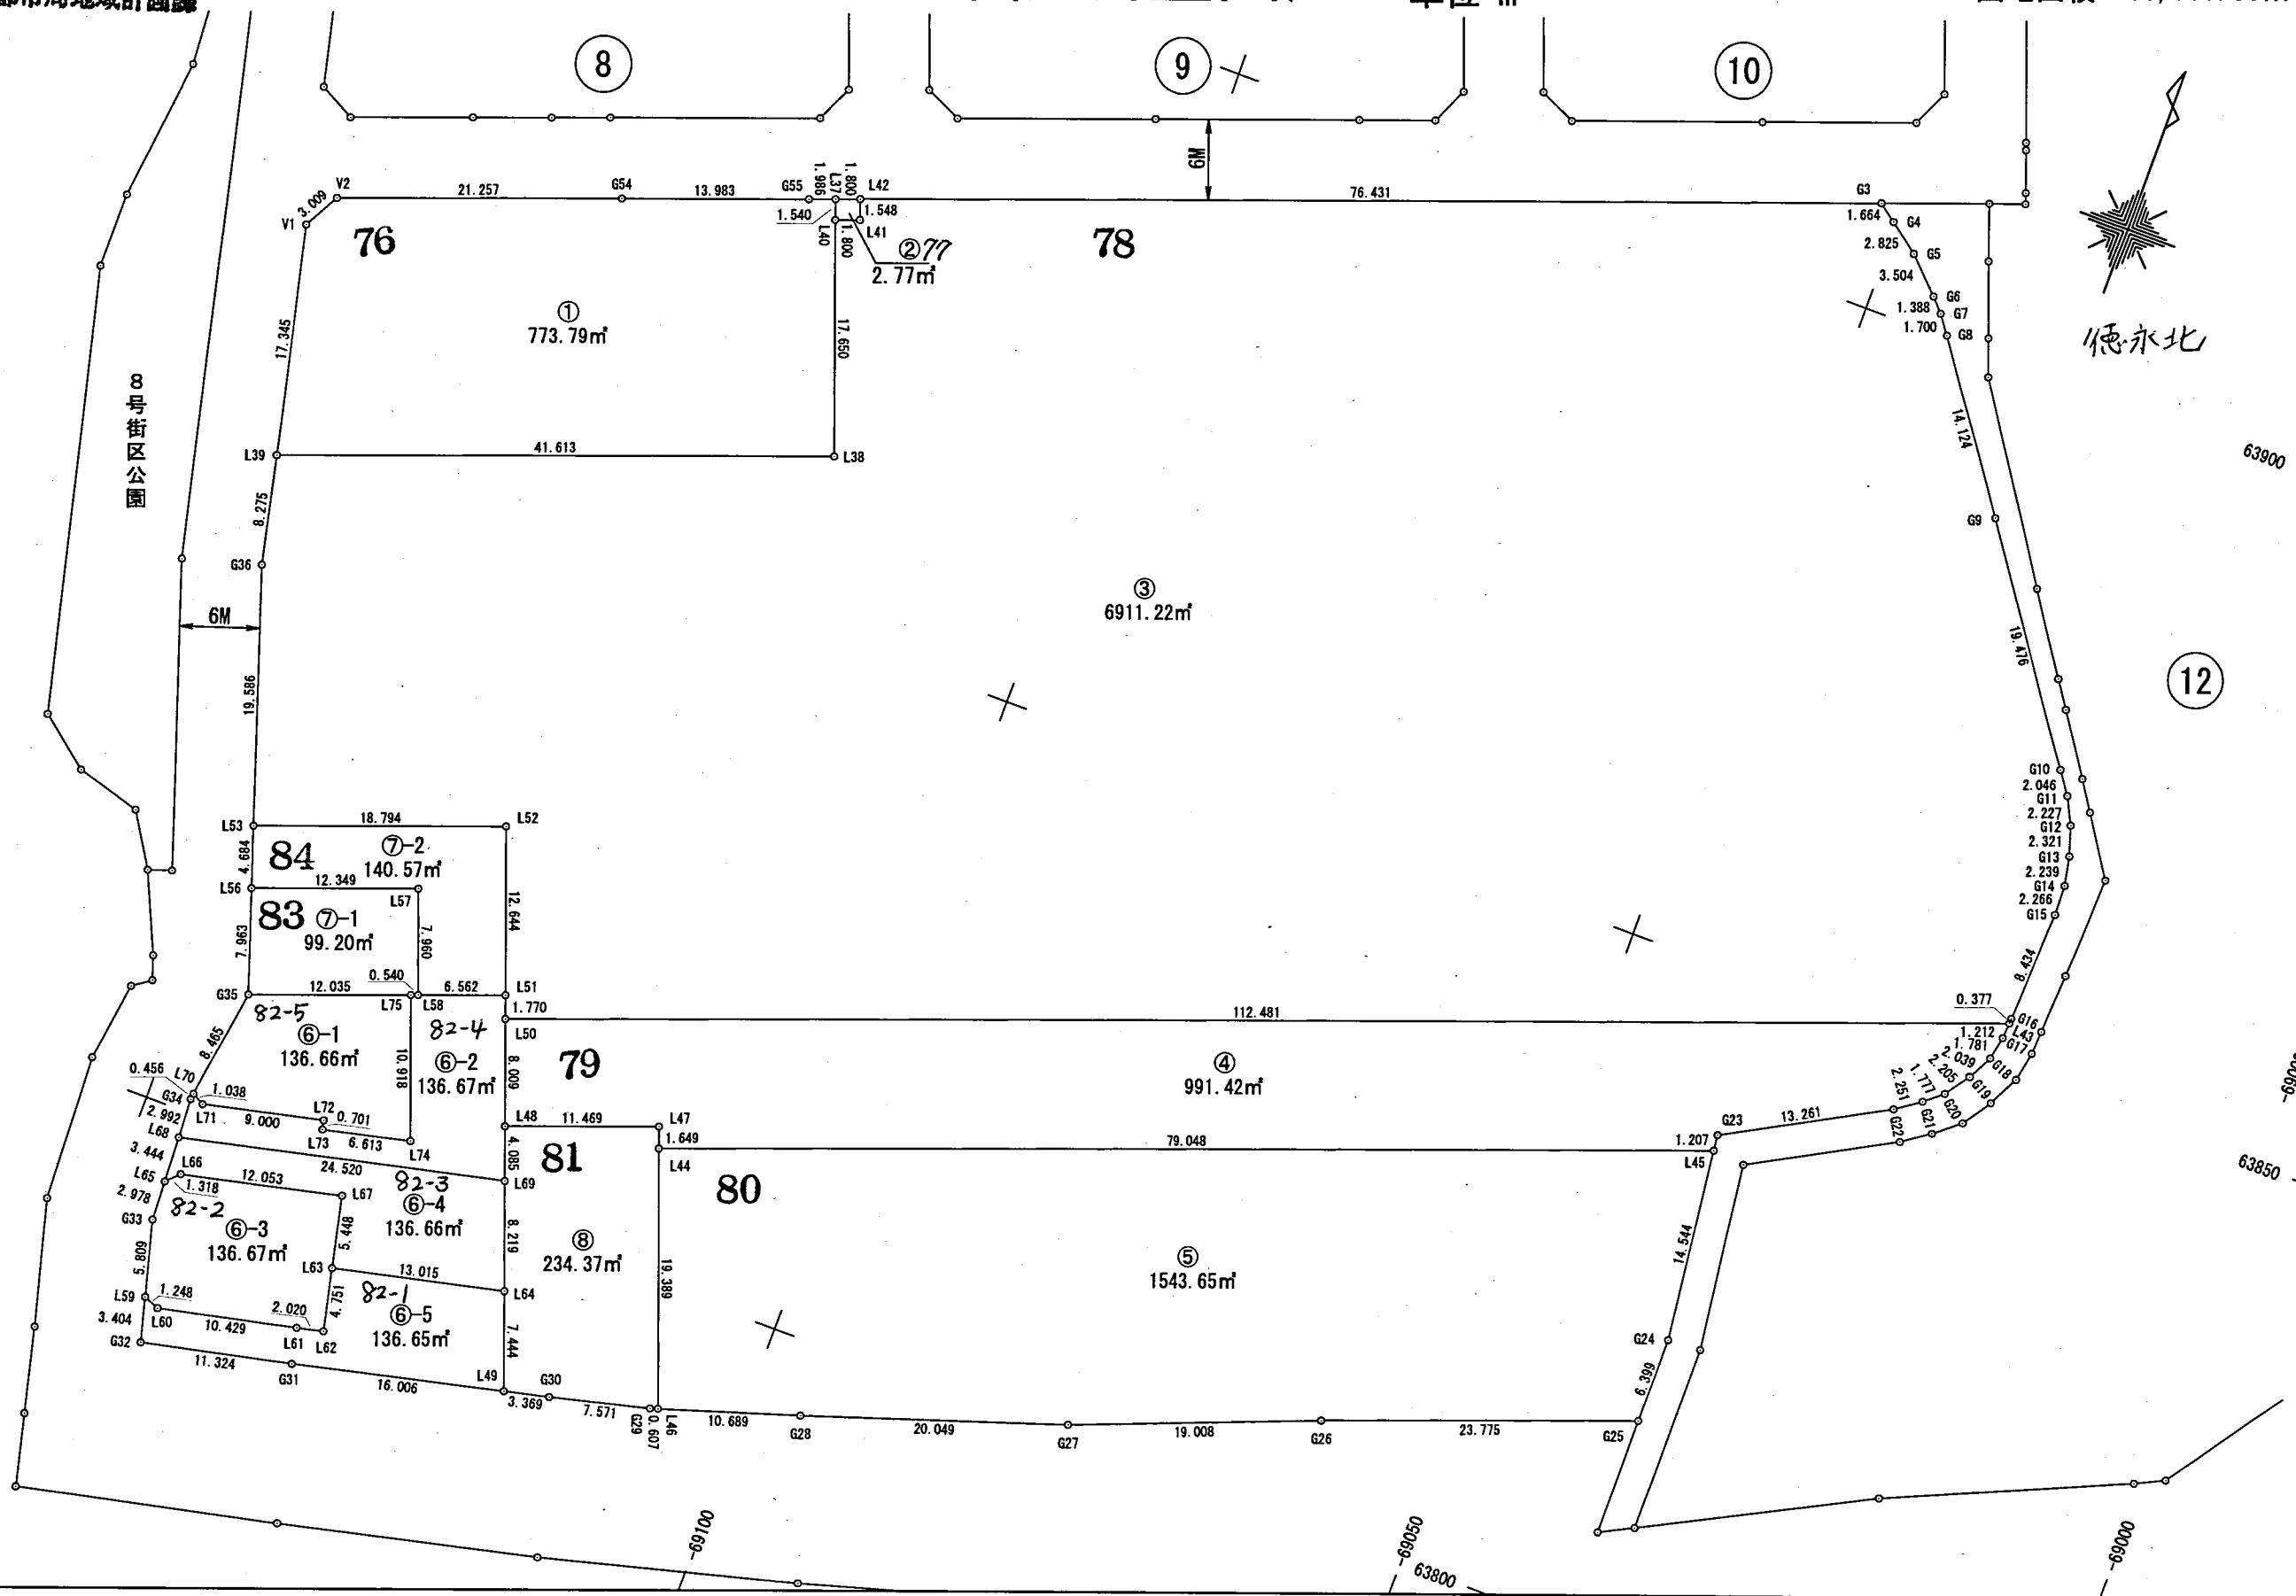 8
9
10
6M
V2
21.257
G54
13.983
G55
1.986
L37
1.800
L42
76.431
G3
3.009
V1
1.540
1.548
L40
1.800
L41
1.664
G4
2.825
G5
3.504
G6
1.388
G7
1.700
G8
76
②77
2.77㎡
78
徳永北
①
773.79㎡
17.345
17.650
14.124
8号街区公園
L39
41.613
L38
63900
8.275
G9
G36
③
6911.22㎡
6M
19.476
12
19.586
G10
2.046
G11
2.227
G12
2.321
G13
2.239
G14
2.266
G15
L53
18.794
L52
84
⑦-2
140.57㎡
4.684
L56
12.349
L57
83
⑦-1
99.20㎡
12.644
7.963
7.960
8.434
G35
12.035
0.540
L75
L58
6.562
L51
1.770
L50
112.481
0.377
G16
L43
1.212
G17
1.781
G18
2.039
G19
2.205
G20
1.777
G21
2.251
G22
82-5
⑥-1
136.66㎡
82-4
⑥-2
136.67㎡
79
④
991.42㎡
8.465
10.918
8.009
0.456
L70
1.038
G34
L71
2.992
9.000
L72
0.701
L73
6.613
L74
L48
11.469
L47
1.649
79.048
G23
13.261
1.207
L45
L44
L68
24.520
4.085
81
80
3.444
L66
L65
1.318
12.053
L67
82-3
⑥-4
136.66㎡
L69
2.978
82-2
⑥-3
136.67㎡
G33
5.448
8.219
⑧
234.37㎡
19.389
⑤
1543.65㎡
14.544
63850
5.809
L63
13.015
L64
L59
1.248
82-1
⑥-5
136.65㎡
4.751
3.404
L60
10.429
2.020
L61
L62
7.444
G32
11.324
G31
16.006
L49
3.369
G30
7.571
G29
0.607
L46
10.689
G28
20.049
G27
19.008
G26
23.775
G25
G24
6.399
-69100
-69050
63800
-69000